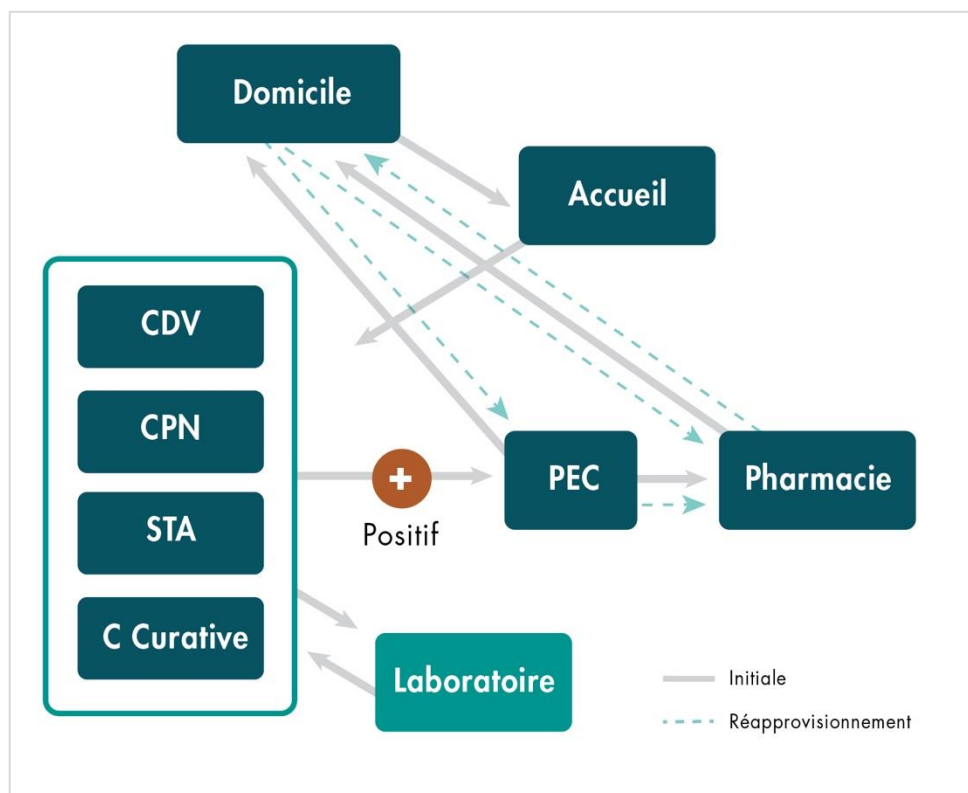 Domicile
Accueil
CDV
CPN
STA
C Curative
+
Positif
PEC
Pharmacie
Laboratoire
Initiale
Réapprovisionnement